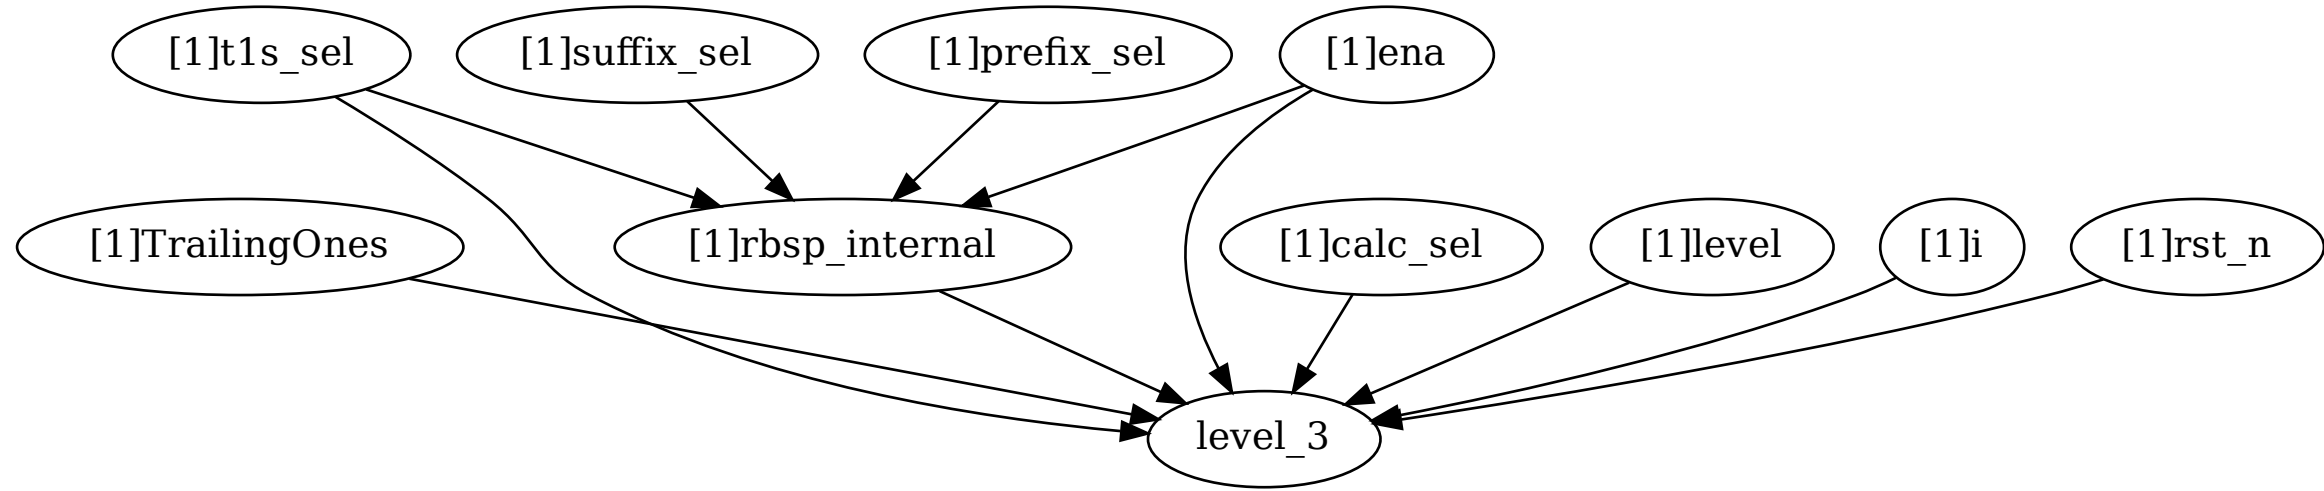 [1]t1s_sel
[1]suffix_sel
[1]prefix_sel
[1]ena
[1]TrailingOnes
[1]rbsp_internal
[1]calc_sel
[1]level
[1]i
[1]rst_n
level_3